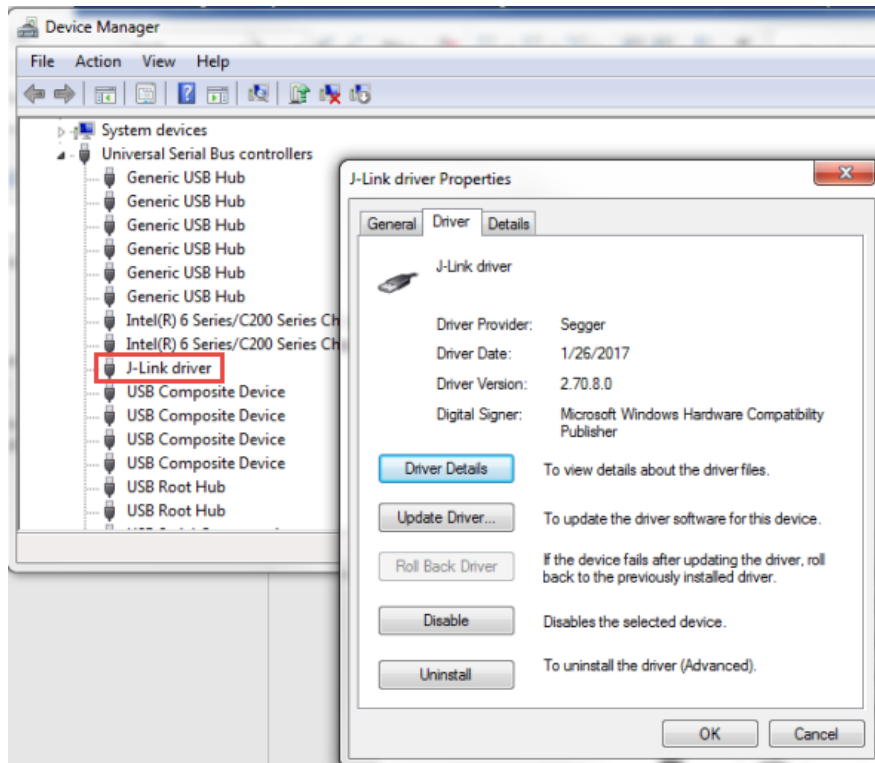 Device Manager
File Action View Help
System devices
Universal Serial Bus controllers
Generic USB Hub
Generic USB Hub
Generic USB Hub
Generic USB Hub
Generic USB Hub
Generic USB Hub
Intel(R) 6 Series/C200 Series Ch
Intel(R) 6 Series/C200 Series Ch
J-Link driver
USB Composite Device
USB Composite Device
USB Composite Device
USB Composite Device
USB Root Hub
USB Root Hub
J-Link driver Properties
General Driver Details
J-Link driver
Driver Provider: Segger
Driver Date: 1/26/2017
Driver Version: 2.70.8.0
Digital Signer: Microsoft Windows Hardware Compatibility
Publisher
Driver Details To view details about the driver files.
Update Driver... To update the driver software for this device.
Roll Back Driver If the device fails after updating the driver, roll
back to the previously installed driver.
Disable Disables the selected device.
Uninstall To uninstall the driver (Advanced).
OK Cancel